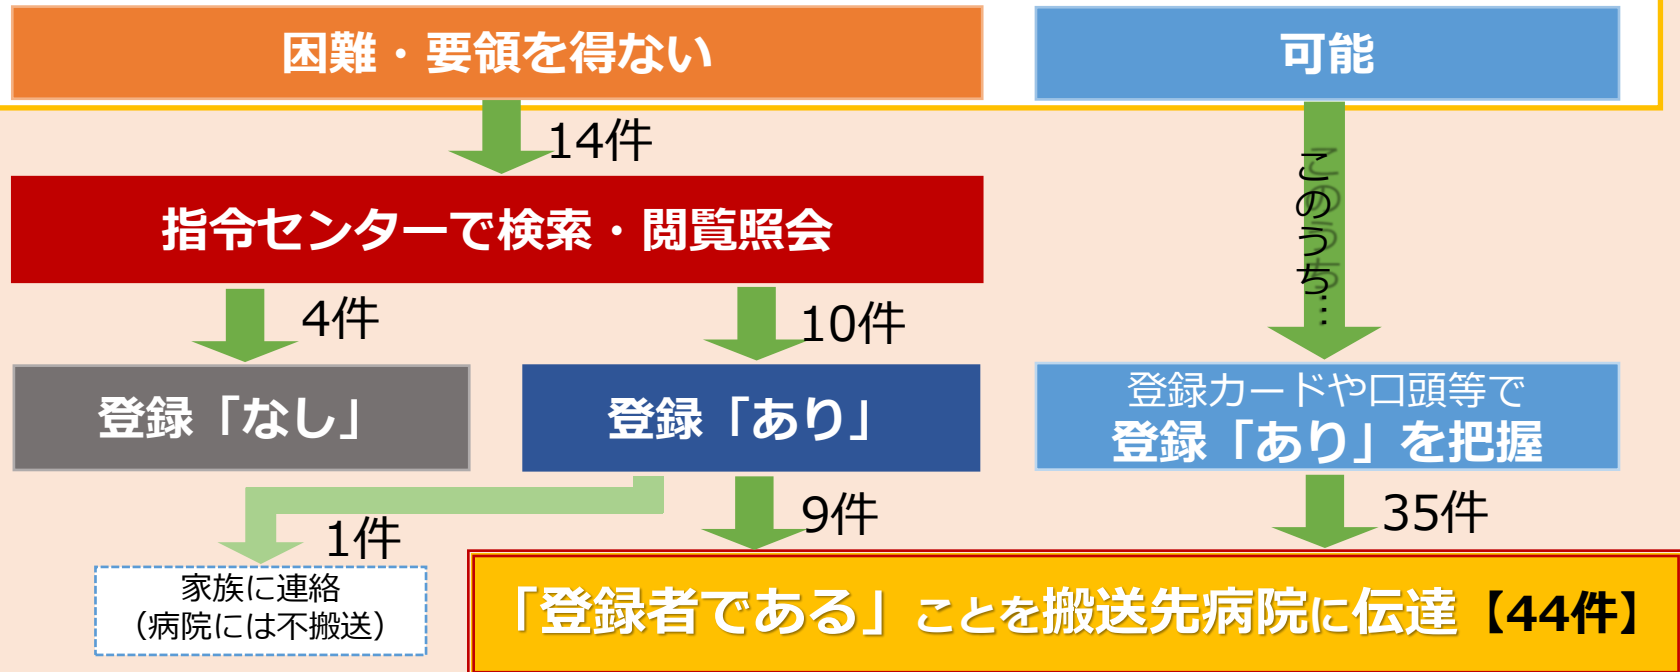 困難・要領を得ない
可能
14件
このうち…
指令センターで検索・閲覧照会
4件
10件
登録「なし」
登録「あり」
登録カードや口頭等で
登録「あり」を把握
1件
9件
35件
家族に連絡
（病院には不搬送）
「登録者である」ことを搬送先病院に伝達【44件】